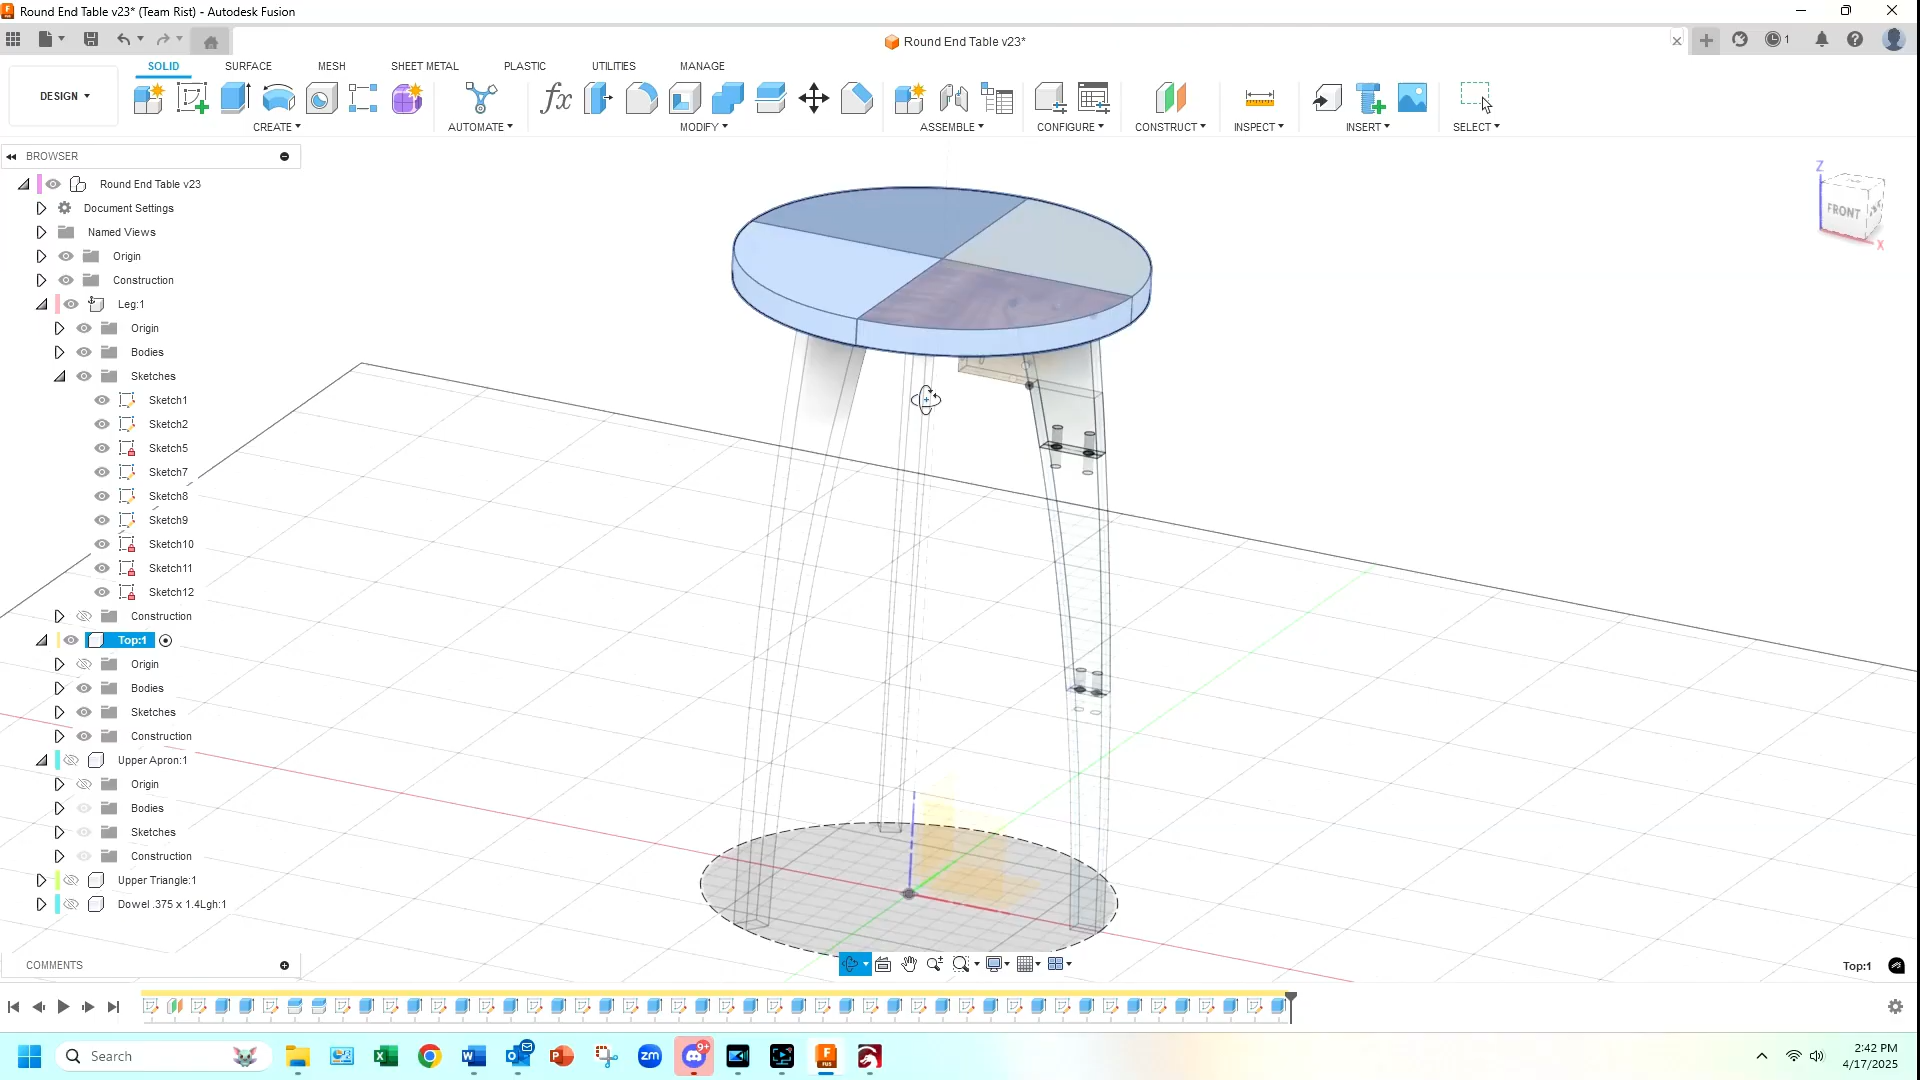 Round End Table v23* (Team Rist) - Autodesk Fusion
Round End Table v23*
1
DESIGN
SOLID
SURFACE
MESH
SHEET METAL
PLASTIC
UTILITIES
MANAGE
fx
CREATE
AUTOMATE
MODIFY
ASSEMBLE
CONFIGURE
CONSTRUCT
INSPECT
INSERT
SELECT
BROWSER
Round End Table v23
Document Settings
Named Views
Origin
Construction
Leg:1
Origin
Bodies
Sketches
Sketch1
Sketch2
Sketch5
Sketch7
Sketch8
Sketch9
Sketch10
Sketch11
Sketch12
Construction
Top:1
Origin
Bodies
Sketches
Construction
Upper Apron:1
Origin
Bodies
Sketches
Construction
Upper Triangle:1
Dowel .375 x 1.4Lgh:1
Z
FRONT
X
COMMENTS
Top:1
Search
zm
9+
2:42 PM
4/17/2025